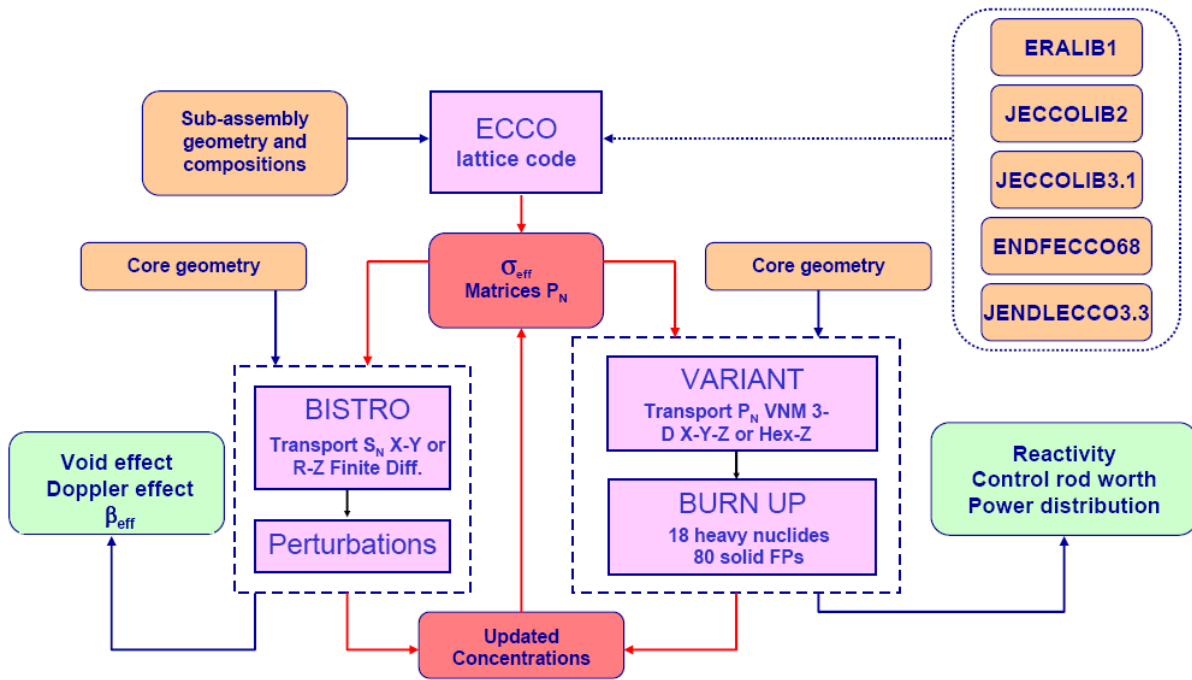 ERALIB1
JECCOLIB2
JECCOLIB3.1
ENDFECCO68
JENDLECCO3.3
Sub-assembly
geometry and
compositions
ECCO
lattice code
Core geometry
σeff
Matrices PN
Core geometry
BISTRO
Transport SN X-Y or
R-Z Finite Diff.
Perturbations
VARIANT
Transport PN VNM 3-
D X-Y-Z or Hex-Z
BURN UP
18 heavy nuclides
80 solid FPs
Void effect
Doppler effect
βeff
Reactivity
Control rod worth
Power distribution
Updated
Concentrations